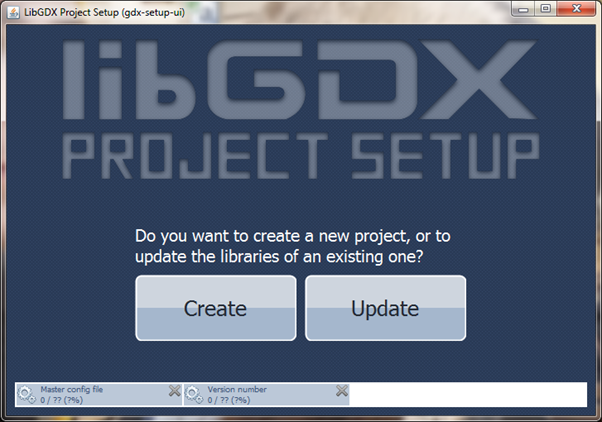 LibGDX Project Setup (gdx-setup-ui)
libGDX
PROJECT SETUP
Do you want to create a new project, or to
update the libraries of an existing one?
Create
Update
Master config file
0 / ?? (?%)
Version number
0 / ?? (?%)